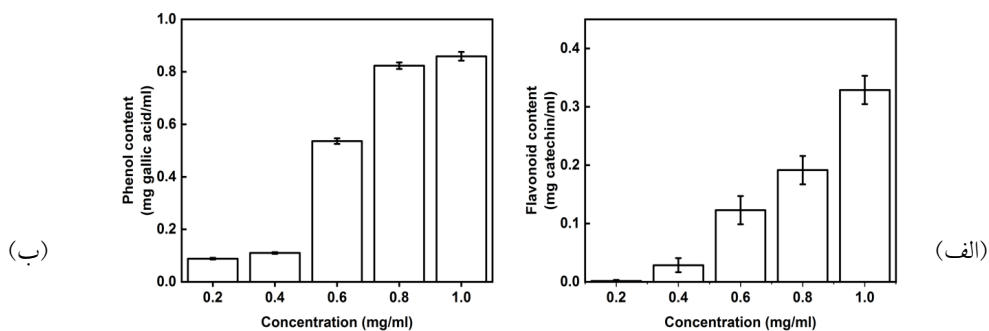 1.0
0.8
0.6
0.4
0.2
0.0
Phenol content
(mg gallic acid/ml)
0.2 0.4 0.6 0.8 1.0
Concentration (mg/ml)
(ب)
0.4
0.3
0.2
0.1
0.0
Flavonoid content
(mg catechin/ml)
0.2 0.4 0.6 0.8 1.0
Concentration (mg/ml)
(الف)